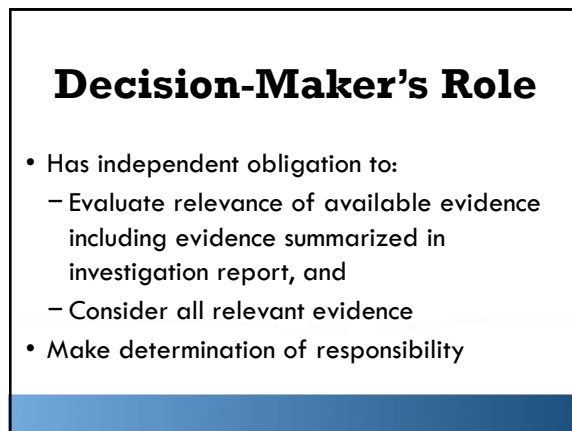 Decision-Maker’s Role
• Has independent obligation to:
– Evaluate relevance of available evidence
including evidence summarized in
investigation report, and
– Consider all relevant evidence
• Make determination of responsibility